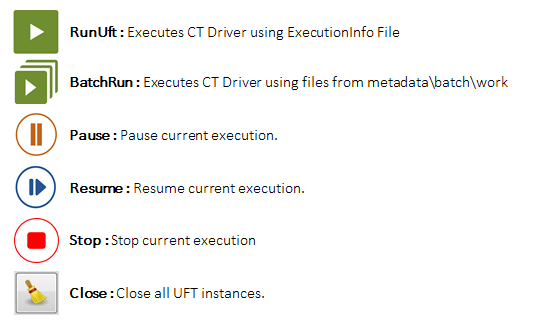 RunUft : Executes CT Driver using ExecutionInfo File
BatchRun : Executes CT Driver using files from metadata\batch\work
Pause : Pause current execution.
Resume : Resume current execution.
Stop : Stop current execution
Close : Close all UFT instances.